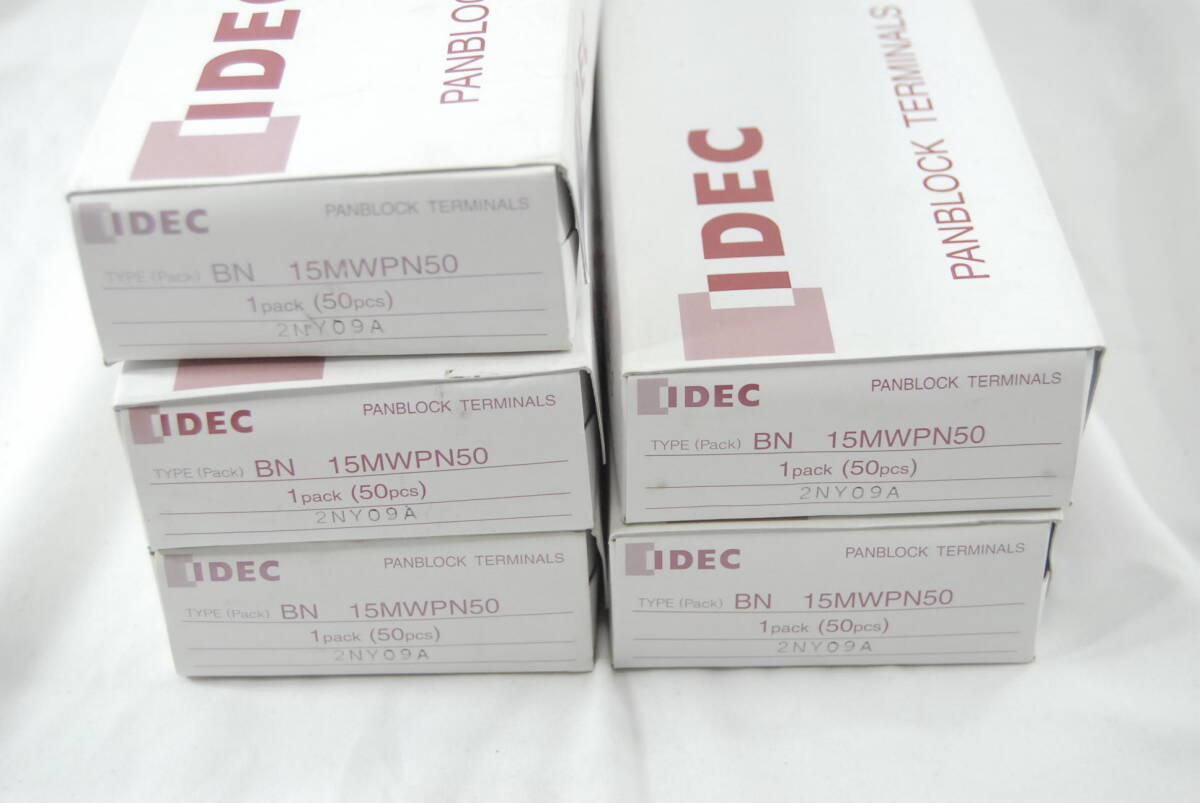 IDEC
PANBLOC
IDEC PANBLOCK TERMINALS
TYPE (Pack) BN 15MWPN50
1pack (50pcs)
2NY09A
IDEC PANBLOCK TERMINALS
TYPE (Pack) BN 15MWPN50
1pack (50pcs)
2NY09A
IDEC PANBLOCK TERMINALS
TYPE (Pack) BN 15MWPN50
1pack (50pcs)
2NY09A
IDEC
PANBLOCK TERMINALS
IDEC PANBLOCK TERMINALS
TYPE (Pack) BN 15MWPN50
1pack (50pcs)
2NY09A
IDEC PANBLOCK TERMINALS
TYPE (Pack) BN 15MWPN50
1pack (50pcs)
2NY09A